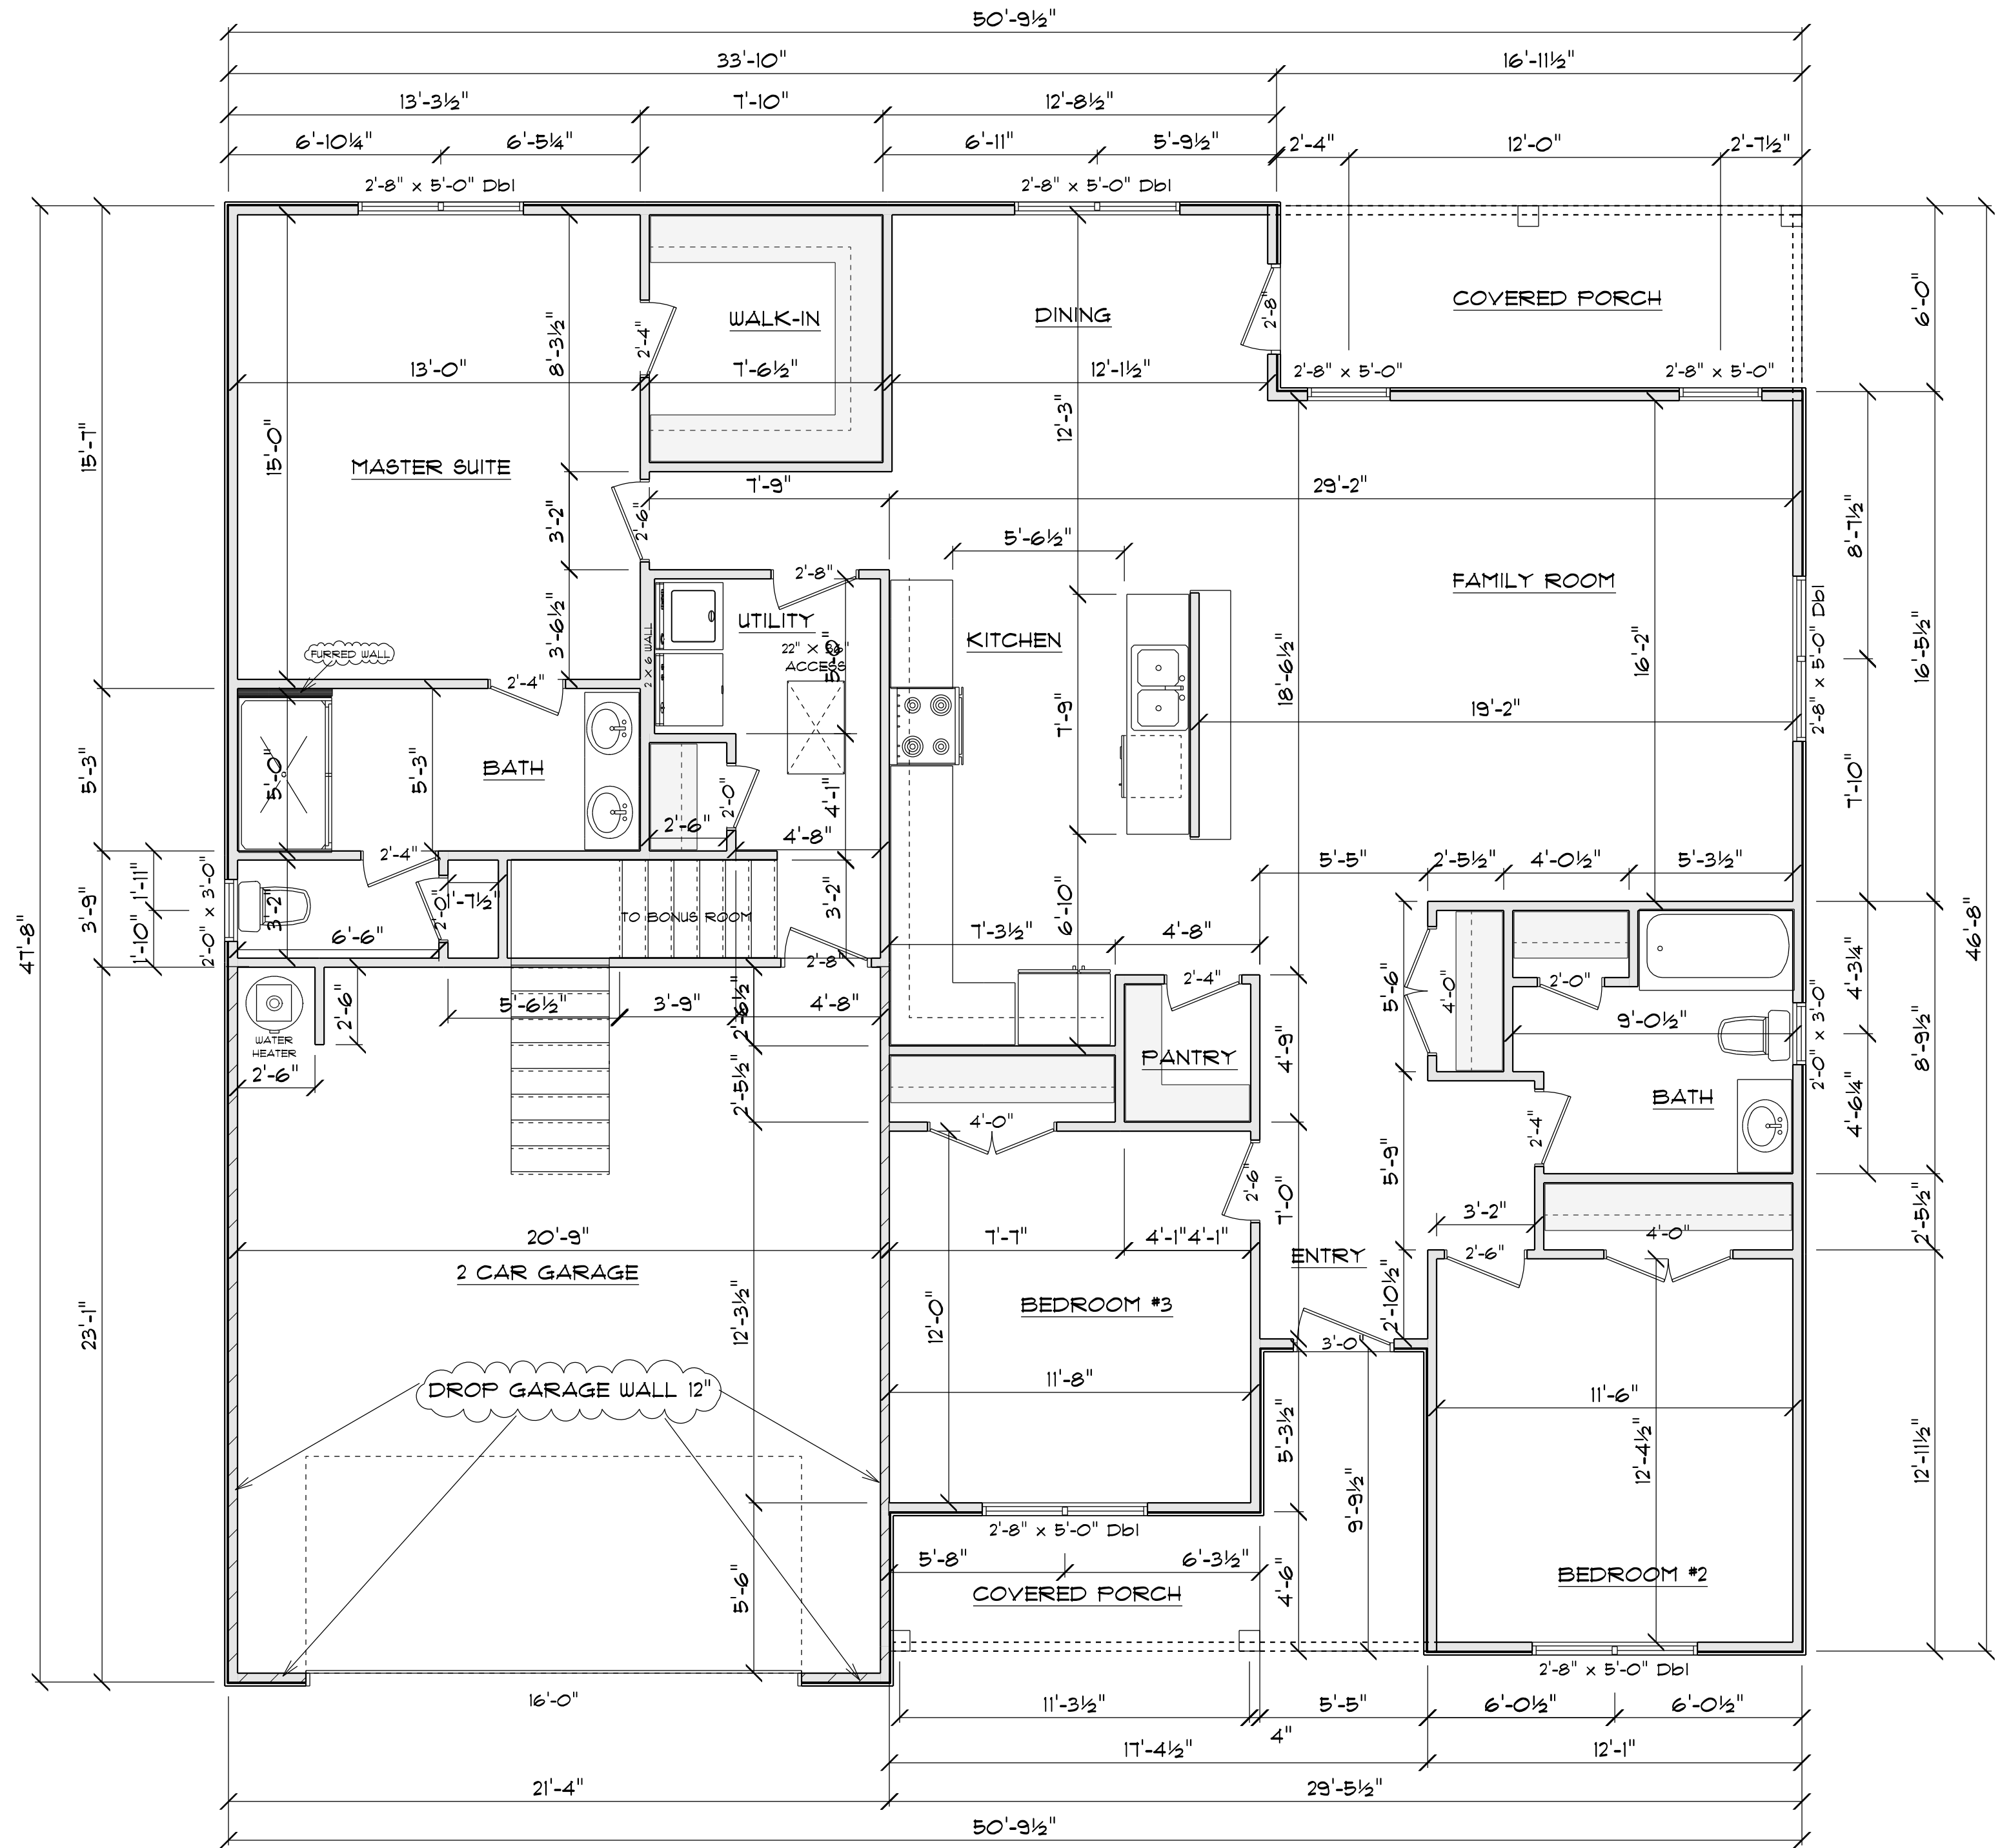 50'-9½"
33'-10" 16'-11½"
13'-3½" 7'-10" 12'-8½"
6'-10¼" 6'-5¼" 6'-11" 5'-9½" 2'-4" 12'-0" 2'-7½"
2'-8" x 5'-0" Dbl 2'-8" x 5'-0" Dbl
COVERED PORCH
6'-0"
WALK-IN
DINING
2'-8"
8'-3½"
2'-4"
13'-0" 7'-6½" 12'-1½"
2'-8" x 5'-0" 2'-8" x 5'-0"
12'-3"
15'-7"
15'-0"
MASTER SUITE
7'-9" 29'-2"
3'-2"
2'-6"
5'-6½"
8'-7½"
2'-8"
FAMILY ROOM
3'-6½"
2 X 6 WALL
UTILITY
22" X 36"
ACCESS
5'-0"
KITCHEN
18'-6½"
16'-2"
2'-8" x 5'-0" Dbl
16'-5½"
FURRED WALL
2'-4"
7'-9"
19'-2"
5'-3"
5'-0"
5'-3"
BATH
2'-0"
4'-1"
7'-10"
2'-6" 4'-8"
2'-4"
5'-5" 2'-5½" 4'-0½" 5'-3½"
47'-8"
3'-9"
1'-11"
1'-10"
2'-0" x 3'-0"
3'-2"
2'-0"
1'-7½"
TO BONUS ROOM
3'-2"
6'-10"
6'-6"
7'-3½" 4'-8"
2'-8"
2'-4"
46'-8"
5'-6½" 3'-9" 2'-6½" 4'-8"
WATER
HEATER
2'-6"
2'-6"
5'-6"
4'-0"
2'-0"
9'-0½"
4'-3¼"
2'-0" x 3'-0"
8'-9½"
PANTRY
4'-9"
2'-5½"
BATH
4'-6¼"
4'-0"
2'-4"
5'-9"
2'-6"
7'-0"
3'-2"
2'-5½"
4'-0"
20'-9" 7'-7" 4'-1" 4'-1"
2 CAR GARAGE
ENTRY
2'-6"
2'-10½"
23'-1"
12'-3½"
12'-0"
BEDROOM #3
3'-0"
DROP GARAGE WALL 12"
11'-8"
11'-6"
5'-3½"
12'-4½"
12'-11½"
9'-9½"
2'-8" x 5'-0" Dbl
5'-8" 6'-3½"
5'-6"
COVERED PORCH
4'-6"
BEDROOM #2
2'-8" x 5'-0" Dbl
16'-0" 11'-3½" 5'-5" 6'-0½" 6'-0½"
4"
17'-4½" 12'-1"
21'-4" 29'-5½"
50'-9½"